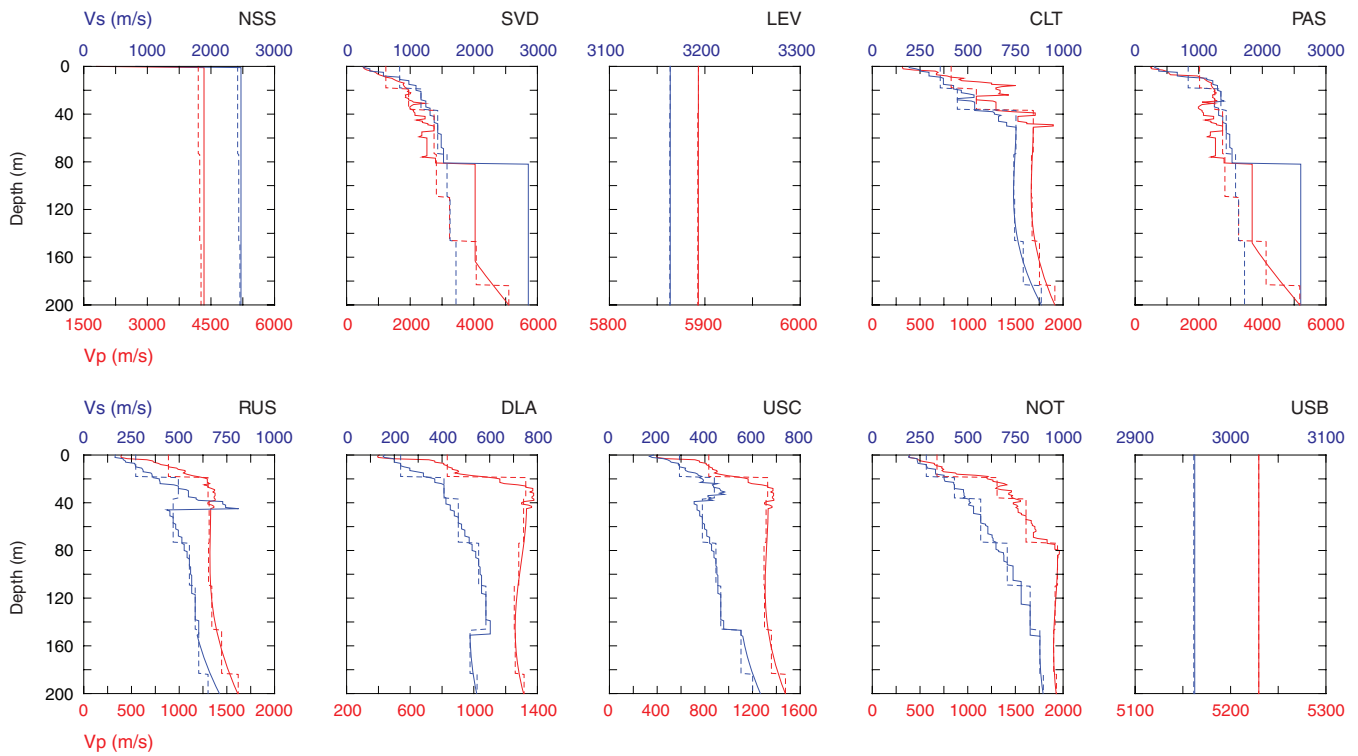 Vs (m/s) NSS SVD LEV CLT PAS
0 1000 2000 3000 0 1000 2000 3000 3100 3200 3300 0 250 500 750 1000 0 1000 2000 3000
0
40
80
120
160
200
Depth (m)
1500 3000 4500 6000 0 2000 4000 6000 5800 5900 6000 0 500 1000 1500 2000 0 2000 4000 6000
Vp (m/s)
Vs (m/s) RUS DLA USC NOT USB
0 250 500 750 1000 0 200 400 600 800 0 200 400 600 800 0 250 500 750 1000 2900 3000 3100
0
40
80
120
160
200
Depth (m)
0 500 1000 1500 2000 200 600 1000 1400 0 400 800 1200 1600 0 500 1000 1500 2000 5100 5200 5300
Vp (m/s)